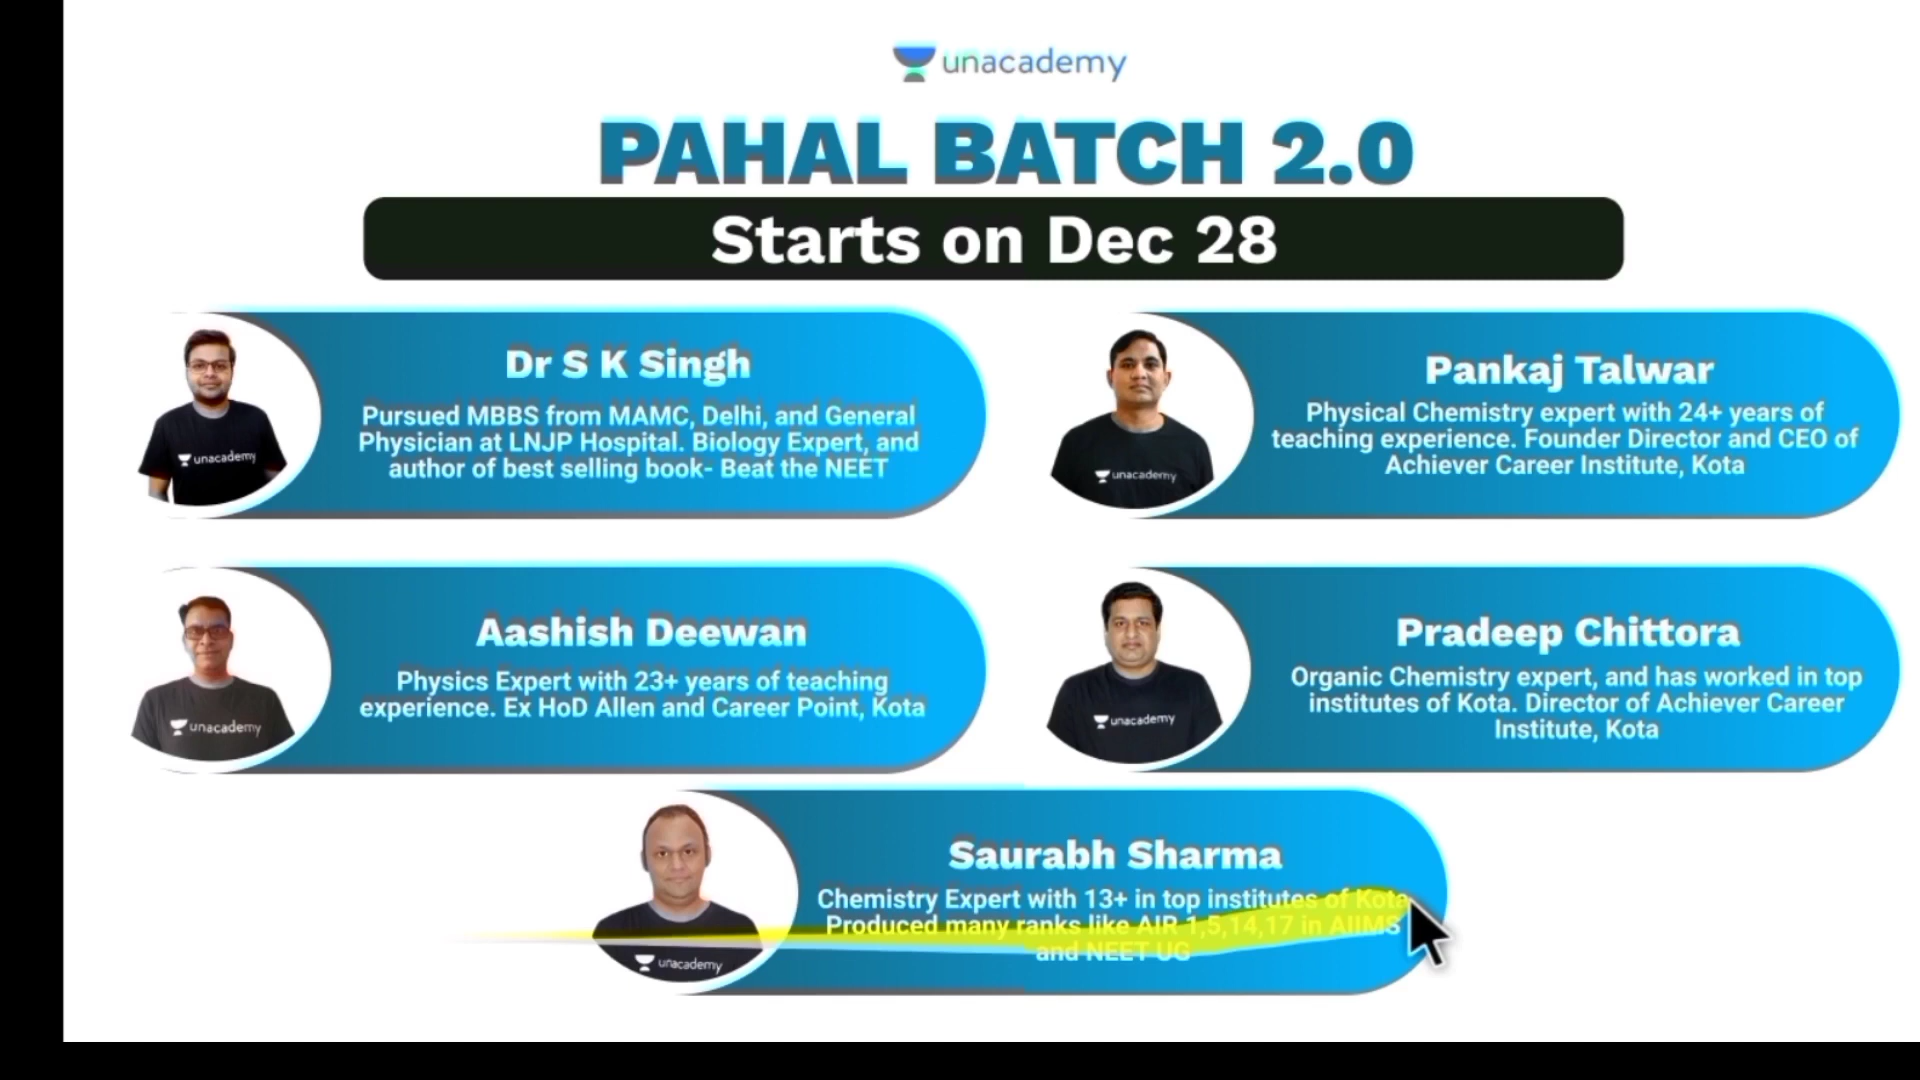 unacademy
PAHAL BATCH 2.0
Starts on Dec 28
Dr S K Singh
Pursued MBBS from MAMC, Delhi, and General
Physician at LNJP Hospital. Biology Expert, and
author of best selling book- Beat the NEET
unacademy
Pankaj Talwar
Physical Chemistry expert with 24+ years of
teaching experience. Founder Director and CEO of
Achiever Career Institute, Kota
unacademy
Aashish Deewan
Physics Expert with 23+ years of teaching
experience. Ex HoD Allen and Career Point, Kota
unacademy
Pradeep Chittora
Organic Chemistry expert, and has worked in top
institutes of Kota. Director of Achiever Career
Institute, Kota
unacademy
Saurabh Sharma
Chemistry Expert with 13+ in top institutes of Kota
Produced many ranks like AIR 1,5,14,17 in AIIMS
and NEET UG
unacademy